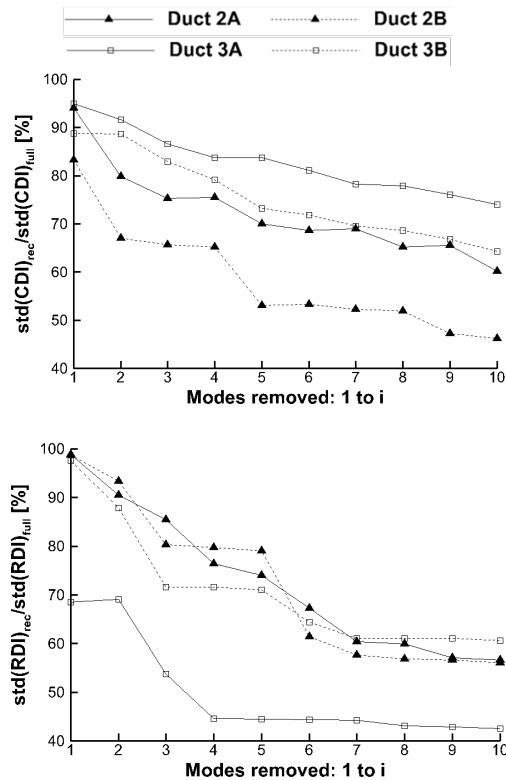 Duct 2A Duct 2B
Duct 3A Duct 3B
100
90
80
70
60
50
40
std(CDI)rec/std(CDI)full [%]
1 2 3 4 5 6 7 8 9 10
Modes removed: 1 to i
100
90
80
70
60
50
40
std(RDI)rec/std(RDI)full [%]
1 2 3 4 5 6 7 8 9 10
Modes removed: 1 to i